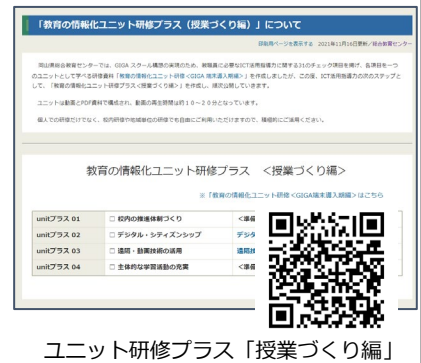 「教育の情報化ユニット研修プラス（授業づくり編）」について
印刷用ページを表示する 2021年11月16日更新／総合教育センター
岡山県総合教育センターでは、GIGA スクール構想の実現のため、教職員に必要なICT活用指導力に関する31のチェック項目を掲げ、各項目を一つ
のユニットとして学べる研修資料「教育の情報化ユニット研修＜GIGA 端末導入期編＞」を作成しましたが、この度、ICT活用指導力の次のステップと
して、「教育の情報化ユニット研修プラス＜授業づくり編＞」を作成し、順次公開していきます。
ユニットは動画とPDF資料で構成され、動画の再生時間は約１０～２０分となっています。
個人での研修だけでなく、校内研修や地域単位の研修でも自由にご利用いただけますので、積極的にご活用ください。
教育の情報化ユニット研修プラス ＜授業づくり編＞
※「教育の情報化ユニット研修＜GIGA端末導入期編＞はこちら
unitプラス 01 □ 校内の推進体制づくり ＜準備
unitプラス 02 □ デジタル・シティズンシップ デジタ
unitプラス 03 □ 遠隔・動画技術の活用 遠隔技
unitプラス 04 □ 主体的な学習活動の充実 ＜準備
ユニット研修プラス「授業づくり編」